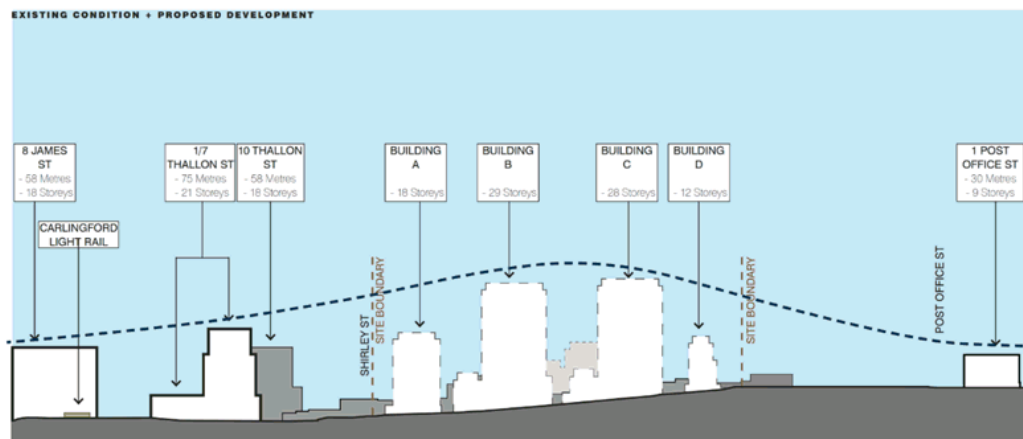 EXISTING CONDITION + PROPOSED DEVELOPMENT
8 JAMES
ST
- 58 Metres
- 18 Storeys
1/7
THALLON ST
- 75 Metres
- 21 Storeys
10 THALLON
ST
- 58 Metres
- 18 Storeys
BUILDING
A
- 18 Storeys
BUILDING
B
- 29 Storeys
BUILDING
C
- 28 Storeys
BUILDING
D
- 12 Storeys
1 POST
OFFICE ST
- 30 Metres
- 9 Storeys
CARLINGFORD
LIGHT RAIL
SHIRLEY ST
SITE BOUNDARY
SITE BOUNDARY
POST OFFICE ST